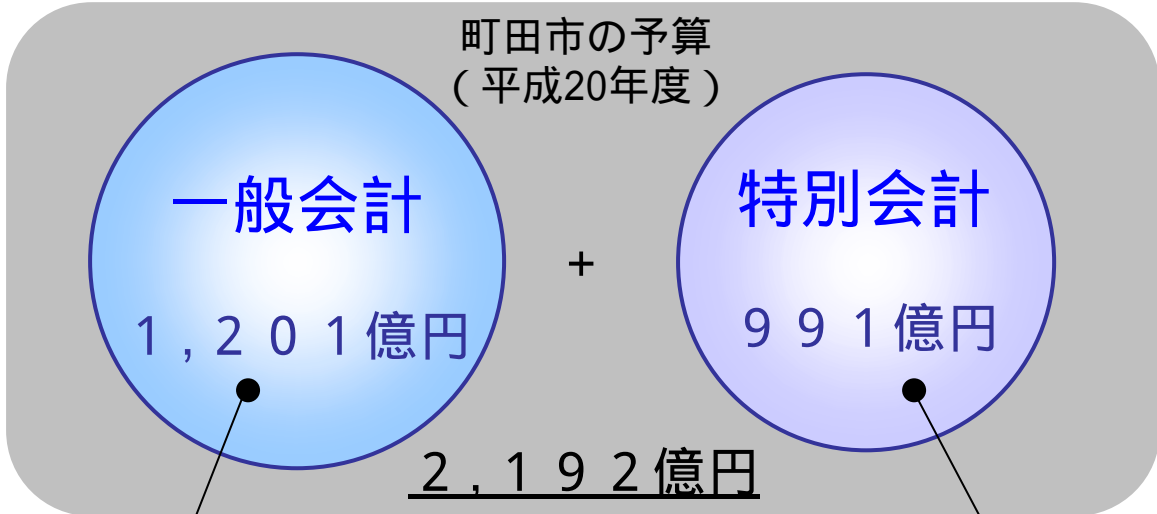 町田市の予算
（平成20年度）
一般会計
１，２０１億円
+
特別会計
９９１億円
２，１９２億円